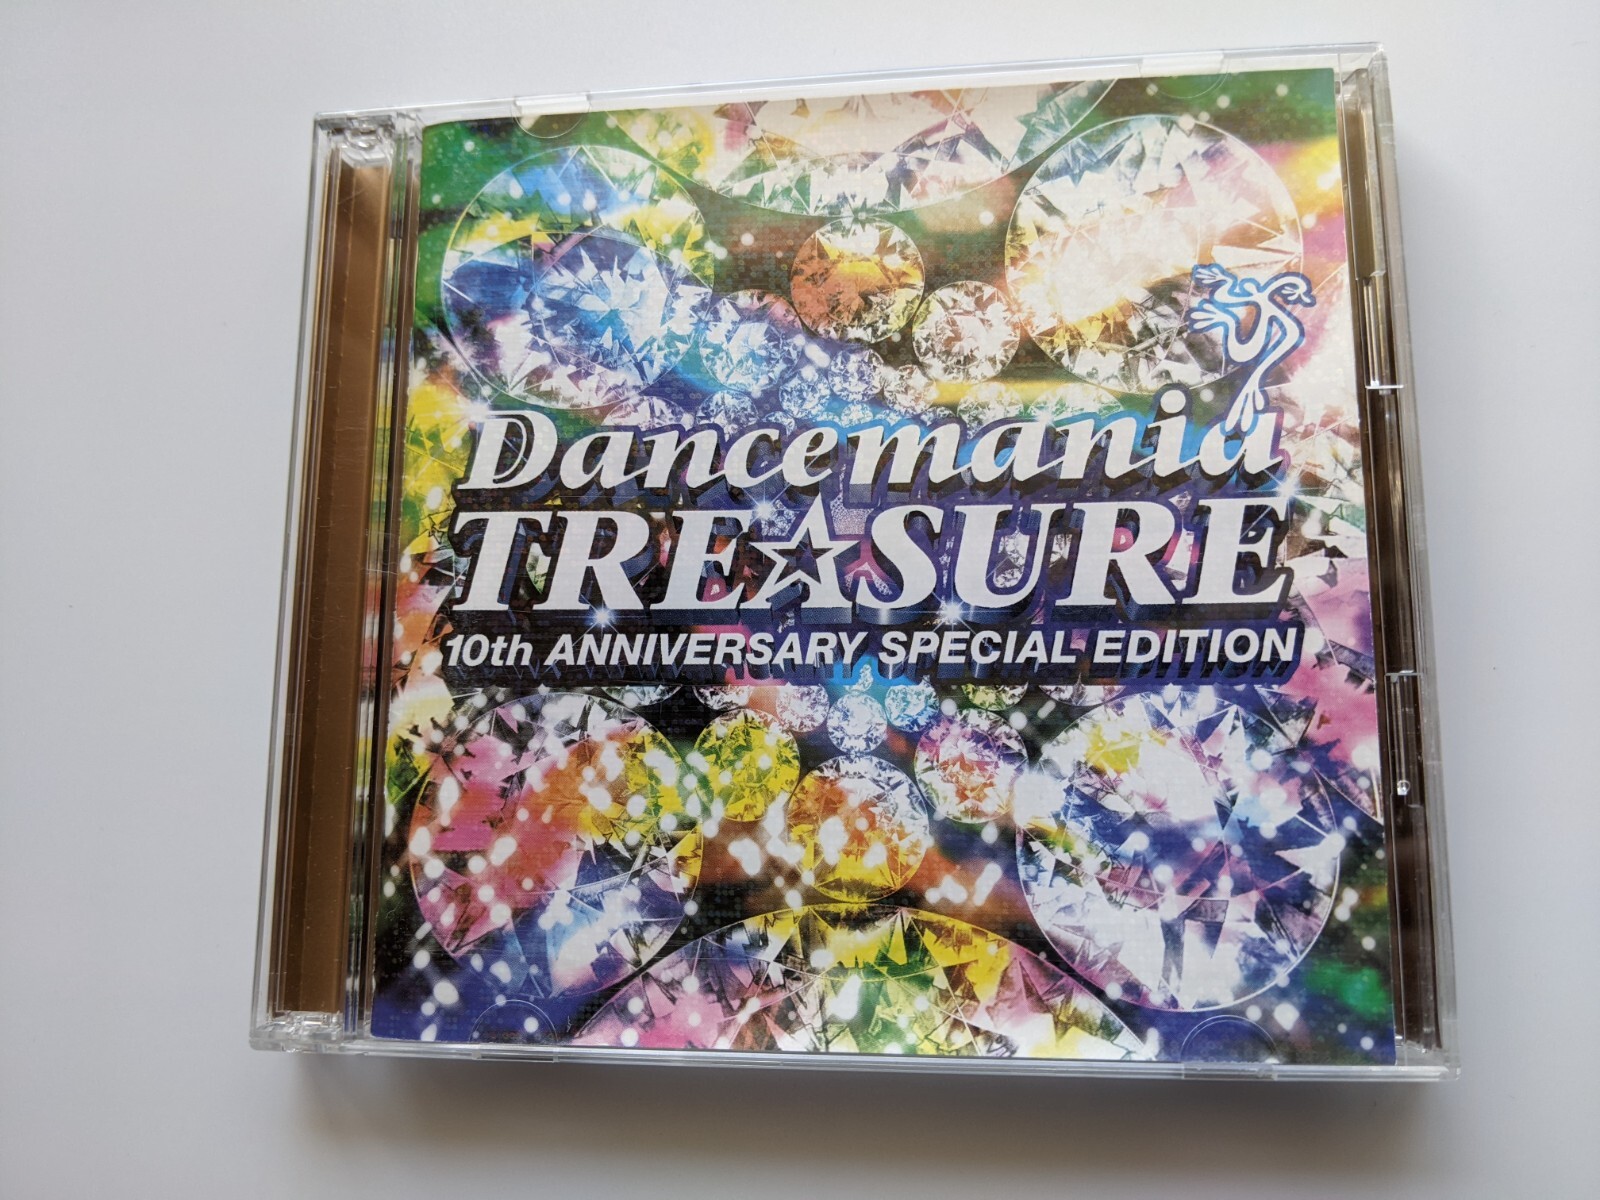 Dancemania
TRE☆SURE
10th ANNIVERSARY SPECIAL EDITION